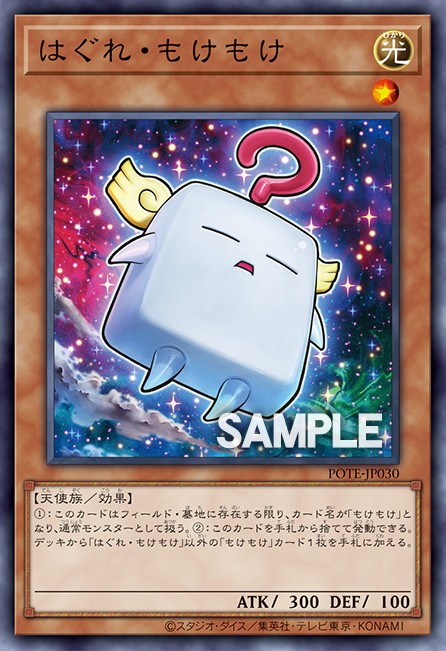 はぐれ・もけもけ
ひかり
光
?
SAMPLE
POTE-JP030
【天使族／効果】
①：このカードはフィールド・墓地に存在する限り、カード名が「もけもけ」と
なり、通常モンスターとして扱う。②：このカードを手札から捨てて発動できる。
デッキから「はぐれ・もけもけ」以外の「もけもけ」カード１枚を手札に加える。
ATK/ 300 DEF/ 100
©スタジオ・ダイス／集英社・テレビ東京・KONAMI